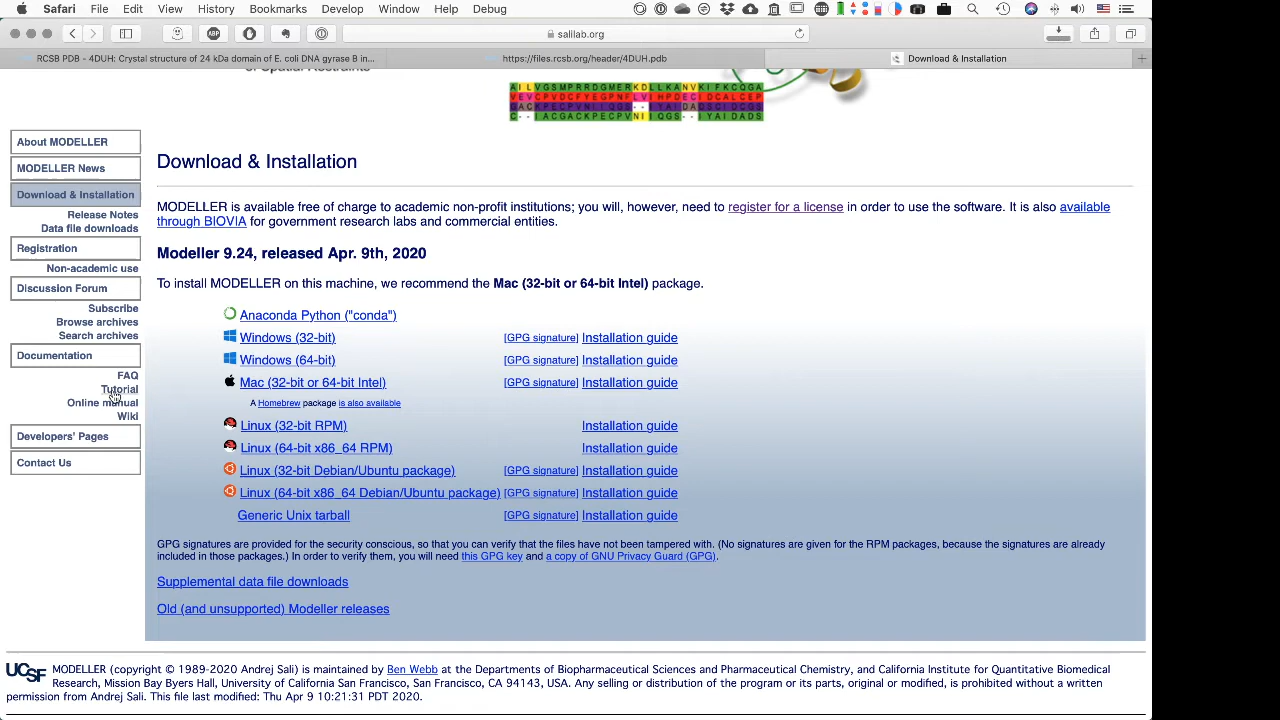 Safari File Edit View History Bookmarks Develop Window Help Debug
salilab.org
RCSB PDB - 4DUH: Crystal structure of 24 kDa domain of E. coli DNA gyrase B in... https://files.rcsb.org/header/4DUH.pdb Download & Installation
of Spatial Restraints
About MODELLER
MODELLER News
Download & Installation
Release Notes
Data file downloads
Registration
Non-academic use
Discussion Forum
Subscribe
Browse archives
Search archives
Documentation
FAQ
Tutorial
Online manual
Wiki
Developers' Pages
Contact Us
Download & Installation
MODELLER is available free of charge to academic non-profit institutions; you will, however, need to register for a license in order to use the software. It is also available
through BIOVIA for government research labs and commercial entities.
Modeller 9.24, released Apr. 9th, 2020
To install MODELLER on this machine, we recommend the Mac (32-bit or 64-bit Intel) package.
Anaconda Python ("conda")
Windows (32-bit) [GPG signature] Installation guide
Windows (64-bit) [GPG signature] Installation guide
Mac (32-bit or 64-bit Intel) [GPG signature] Installation guide
A Homebrew package is also available
Linux (32-bit RPM) Installation guide
Linux (64-bit x86_64 RPM) Installation guide
Linux (32-bit Debian/Ubuntu package) [GPG signature] Installation guide
Linux (64-bit x86_64 Debian/Ubuntu package) [GPG signature] Installation guide
Generic Unix tarball [GPG signature] Installation guide
GPG signatures are provided for the security conscious, so that you can verify that the files have not been tampered with. (No signatures are given for the RPM packages, because the signatures are already
included in those packages.) In order to verify them, you will need this GPG key and a copy of GNU Privacy Guard (GPG).
Supplemental data file downloads
Old (and unsupported) Modeller releases
UCSF MODELLER (copyright © 1989-2020 Andrej Sali) is maintained by Ben Webb at the Departments of Biopharmaceutical Sciences and Pharmaceutical Chemistry, and California Institute for Quantitative Biomedical
Research, Mission Bay Byers Hall, University of California San Francisco, San Francisco, CA 94143, USA. Any selling or distribution of the program or its parts, original or modified, is prohibited without a written
permission from Andrej Sali. This file last modified: Thu Apr 9 10:21:31 PDT 2020.